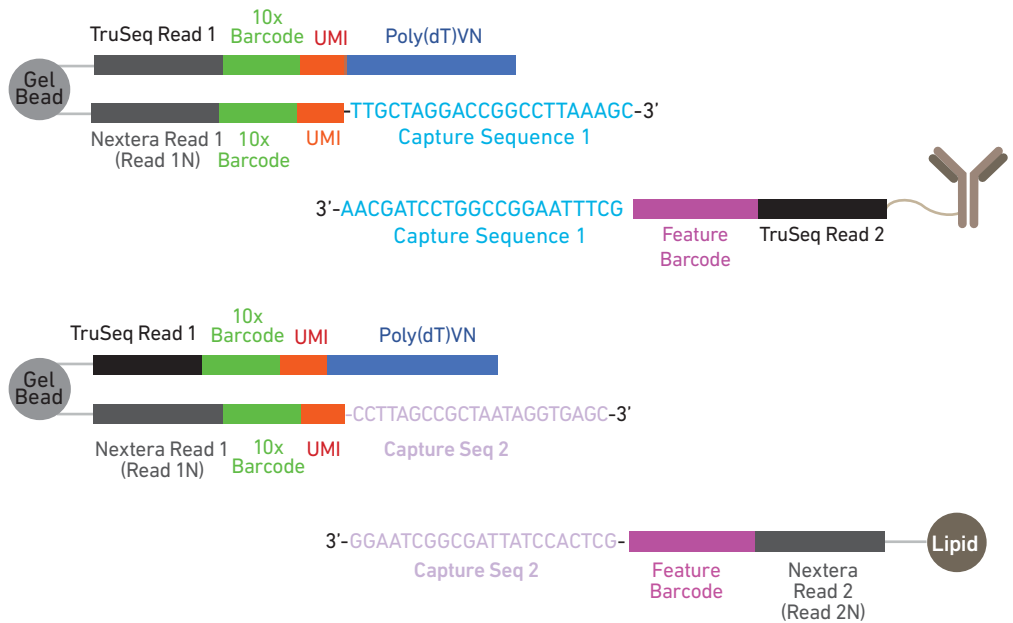 10x
TruSeq Read 1 Barcode UMI Poly(dT)VN
Gel
Bead
-TTGCTAGGACCGGCCTTAAAGC-3’
Nextera Read 1 10x UMI Capture Sequence 1
(Read 1N) Barcode
3’-AACGATCCTGGCCGGAATTTCG
Capture Sequence 1 Feature TruSeq Read 2
Barcode
10x
TruSeq Read 1 Barcode UMI Poly(dT)VN
Gel
Bead
-CCTTAGCCGCTAATAGGTGAGC-3’
Nextera Read 1 10x UMI Capture Seq 2
(Read 1N) Barcode
3’-GGAATCGGCGATTATCCACTCG-
Lipid
Capture Seq 2 Feature Nextera
Barcode Read 2
(Read 2N)